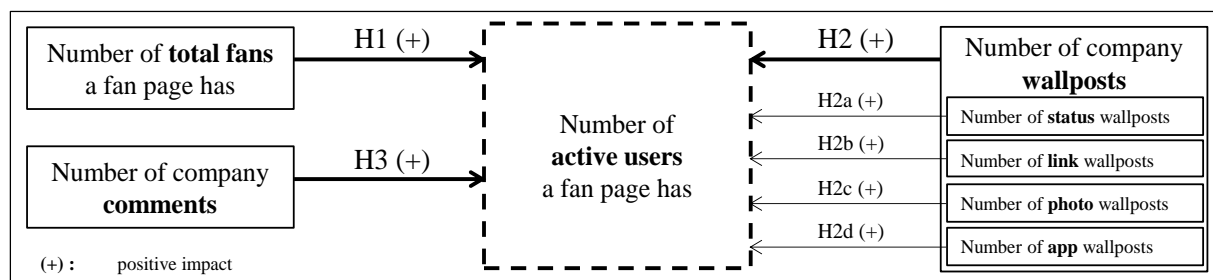 Number of total fans
a fan page has
H1 (+)
Number of company
comments
H3 (+)
(+) : positive impact
Number of
active users
a fan page has
H2 (+)
H2a (+)
H2b (+)
H2c (+)
H2d (+)
Number of company
wallposts
Number of status wallposts
Number of link wallposts
Number of photo wallposts
Number of app wallposts